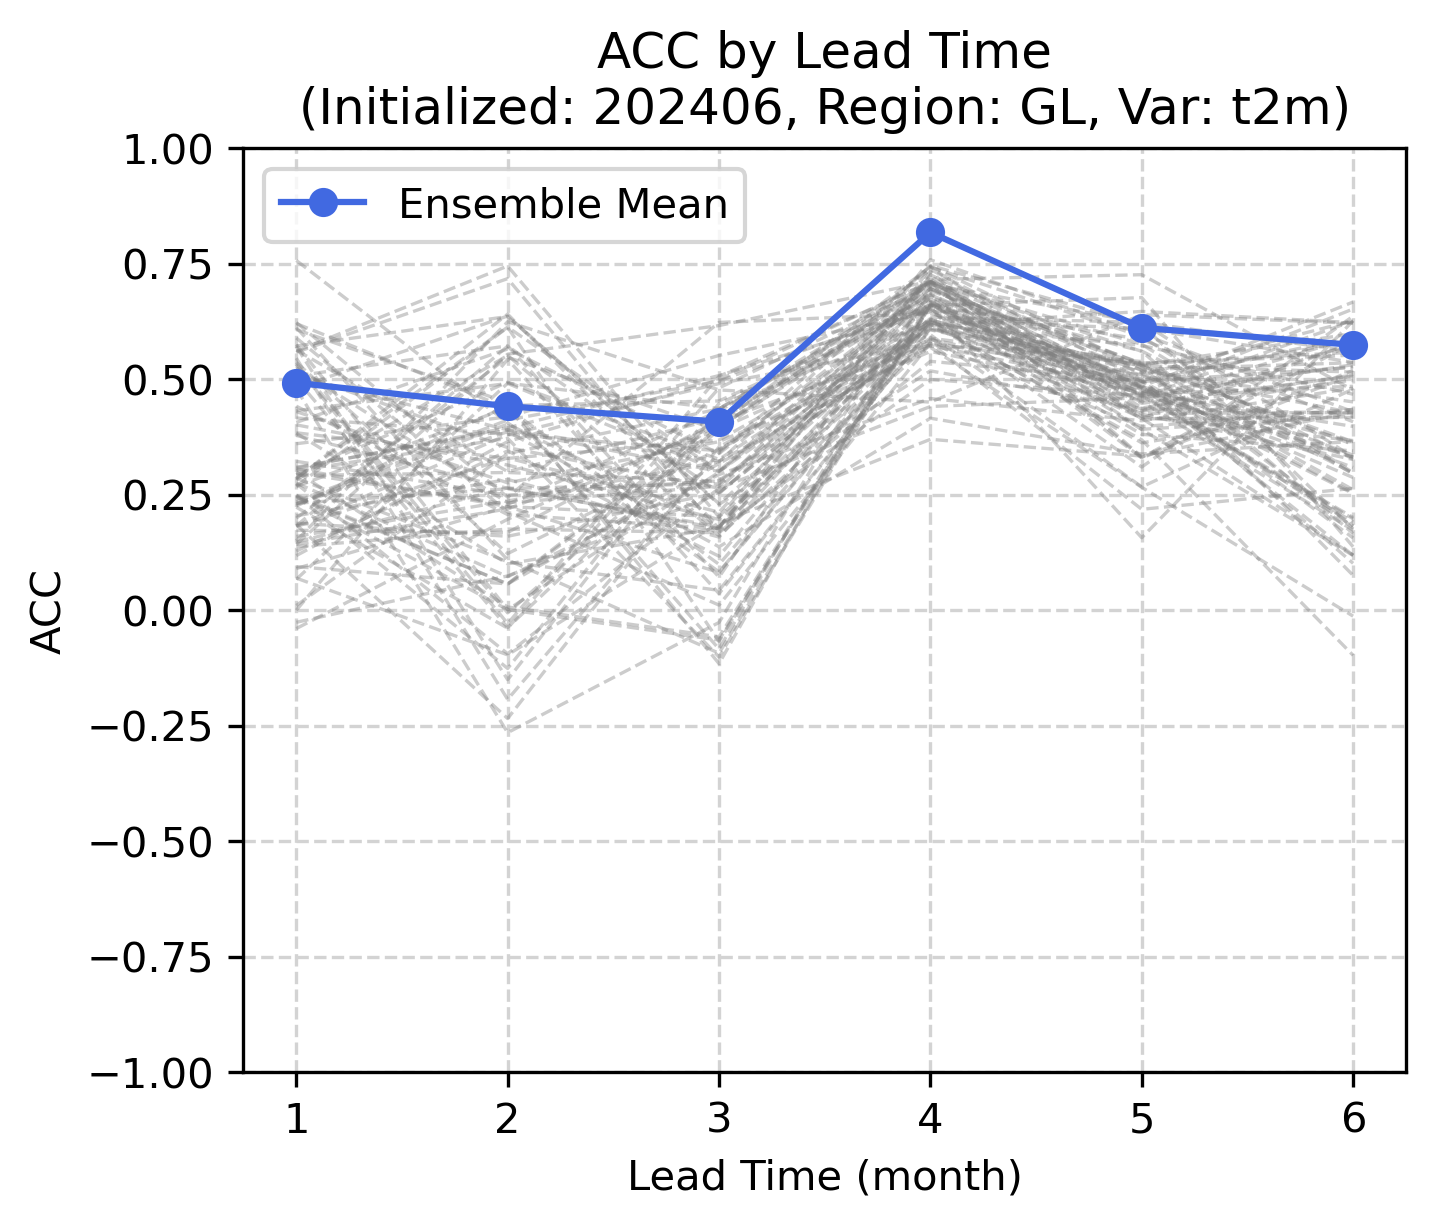 ACC by Lead Time
(Initialized: 202406, Region: GL, Var: t2m)
Ensemble Mean
1.00
0.75
0.50
0.25
0.00
−0.25
−0.50
−0.75
−1.00
ACC
1 2 3 4 5 6
Lead Time (month)